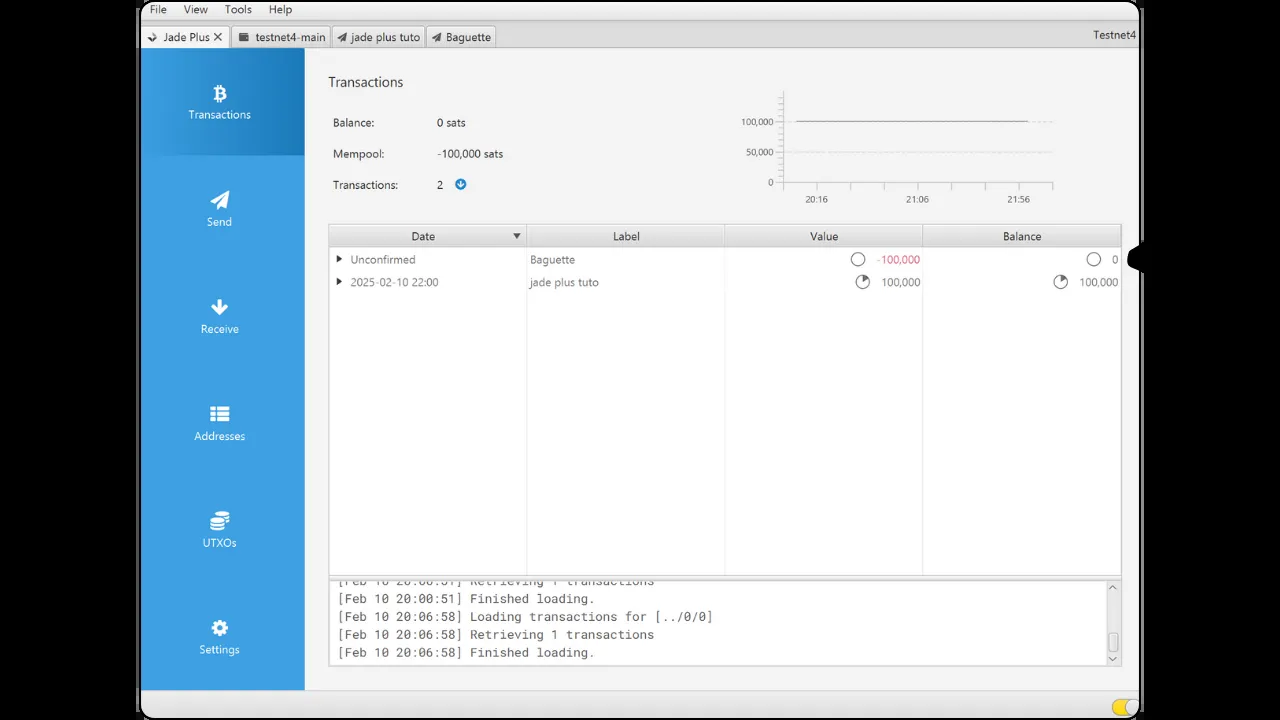 File View Tools Help
Jade Plus testnet4-main jade plus tuto Baguette Testnet4
Transactions
Send
Receive
Addresses
UTXOs
Settings
Transactions
Balance: 0 sats
Mempool: -100,000 sats
Transactions: 2
100,000
50,000
0
20:16 21:06 21:56
Date Label Value Balance
Unconfirmed Baguette -100,000 0
2025-02-10 22:00 jade plus tuto 100,000 100,000
[Feb 10 20:00:51] Retrieving 1 transactions
[Feb 10 20:00:51] Finished loading.
[Feb 10 20:06:58] Loading transactions for [../0/0]
[Feb 10 20:06:58] Retrieving 1 transactions
[Feb 10 20:06:58] Finished loading.